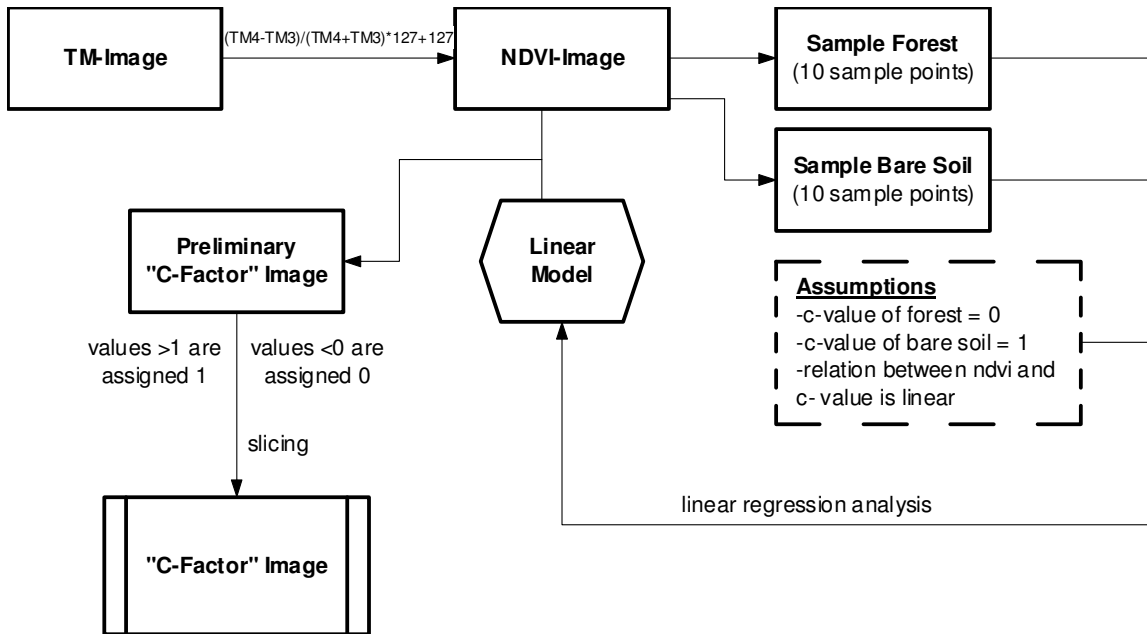 TM-Image
(TM4-TM3)/(TM4+TM3)*127+127
NDVI-Image
Sample Forest
(10 sample points)
Sample Bare Soil
(10 sample points)
Preliminary
"C-Factor" Image
Linear
Model
Assumptions
-c-value of forest = 0
-c-value of bare soil = 1
-relation between ndvi and
c- value is linear
values >1 are
assigned 1
values <0 are
assigned 0
slicing
linear regression analysis
"C-Factor" Image